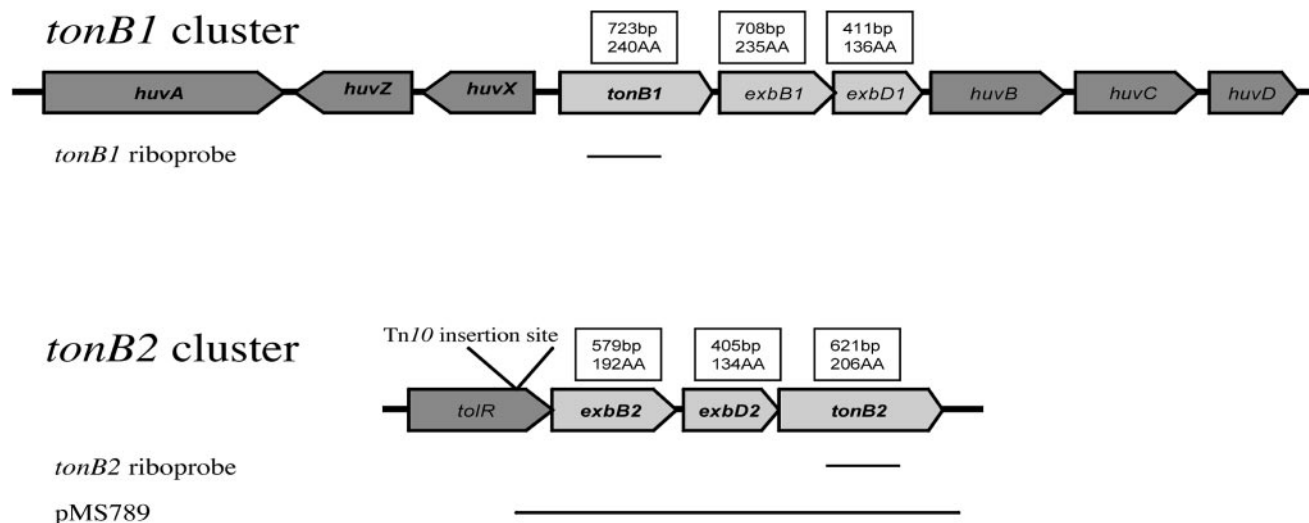 tonB1 cluster
723bp
240AA
708bp
235AA
411bp
136AA
huvA
huvZ
huvX
tonB1
exbB1
exbD1
huvB
huvC
huvD
tonB1 riboprobe
tonB2 cluster
Tn10 insertion site
579bp
192AA
405bp
134AA
621bp
206AA
tolR
exbB2
exbD2
tonB2
tonB2 riboprobe
pMS789